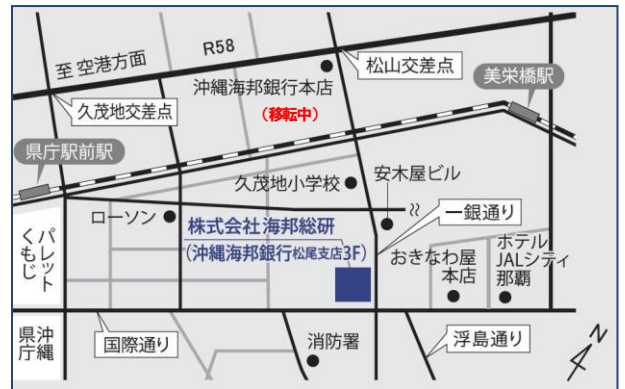 R58
至 空港方面
松山交差点
沖縄海邦銀行本店
(移転中)
美栄橋駅
久茂地交差点
県庁駅前駅
久茂地小学校
安木屋ビル
ローソン
一銀通り
株式会社 海邦総研
(沖縄海邦銀行松尾支店3F)
パレット
くもじ
おきなわ屋
本店
ホテル
JALシティ
那覇
沖縄
県庁
国際通り
消防署
浮島通り
N